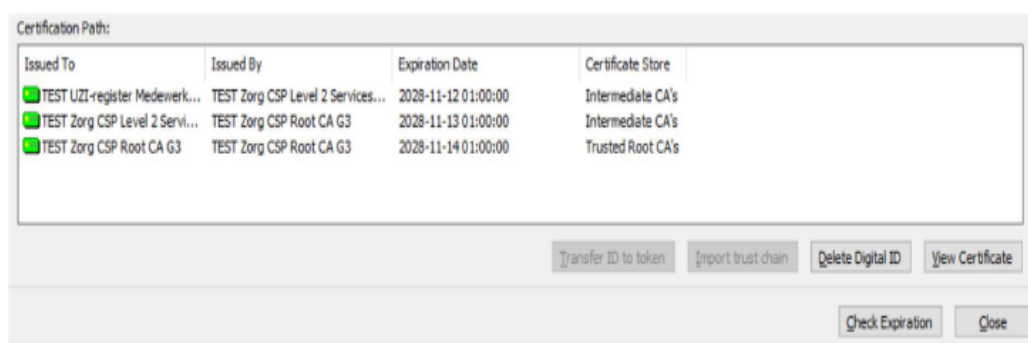 Certification Path:
Issued To Issued By Expiration Date Certificate Store
TEST UZI-register Medewerk... TEST Zorg CSP Level 2 Services... 2028-11-12 01:00:00 Intermediate CA's
TEST Zorg CSP Level 2 Servi... TEST Zorg CSP Root CA G3 2028-11-13 01:00:00 Intermediate CA's
TEST Zorg CSP Root CA G3 TEST Zorg CSP Root CA G3 2028-11-14 01:00:00 Trusted Root CA's
Transfer ID to token Import trust chain Delete Digital ID View Certificate
Check Expiration Close